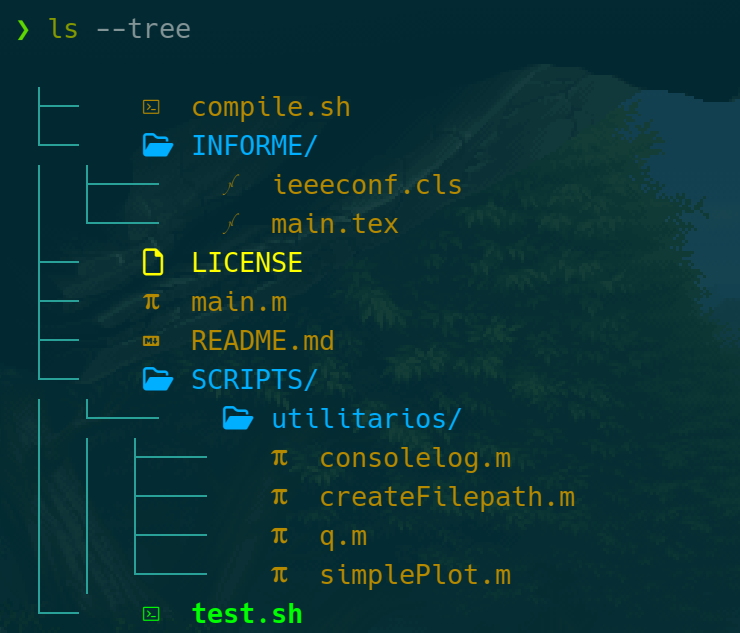 ❯ ls --tree
compile.sh
INFORME/
ieeeconf.cls
main.tex
LICENSE
π main.m
README.md
SCRIPTS/
utilitarios/
π consolelog.m
π createFilepath.m
π q.m
π simplePlot.m
test.sh